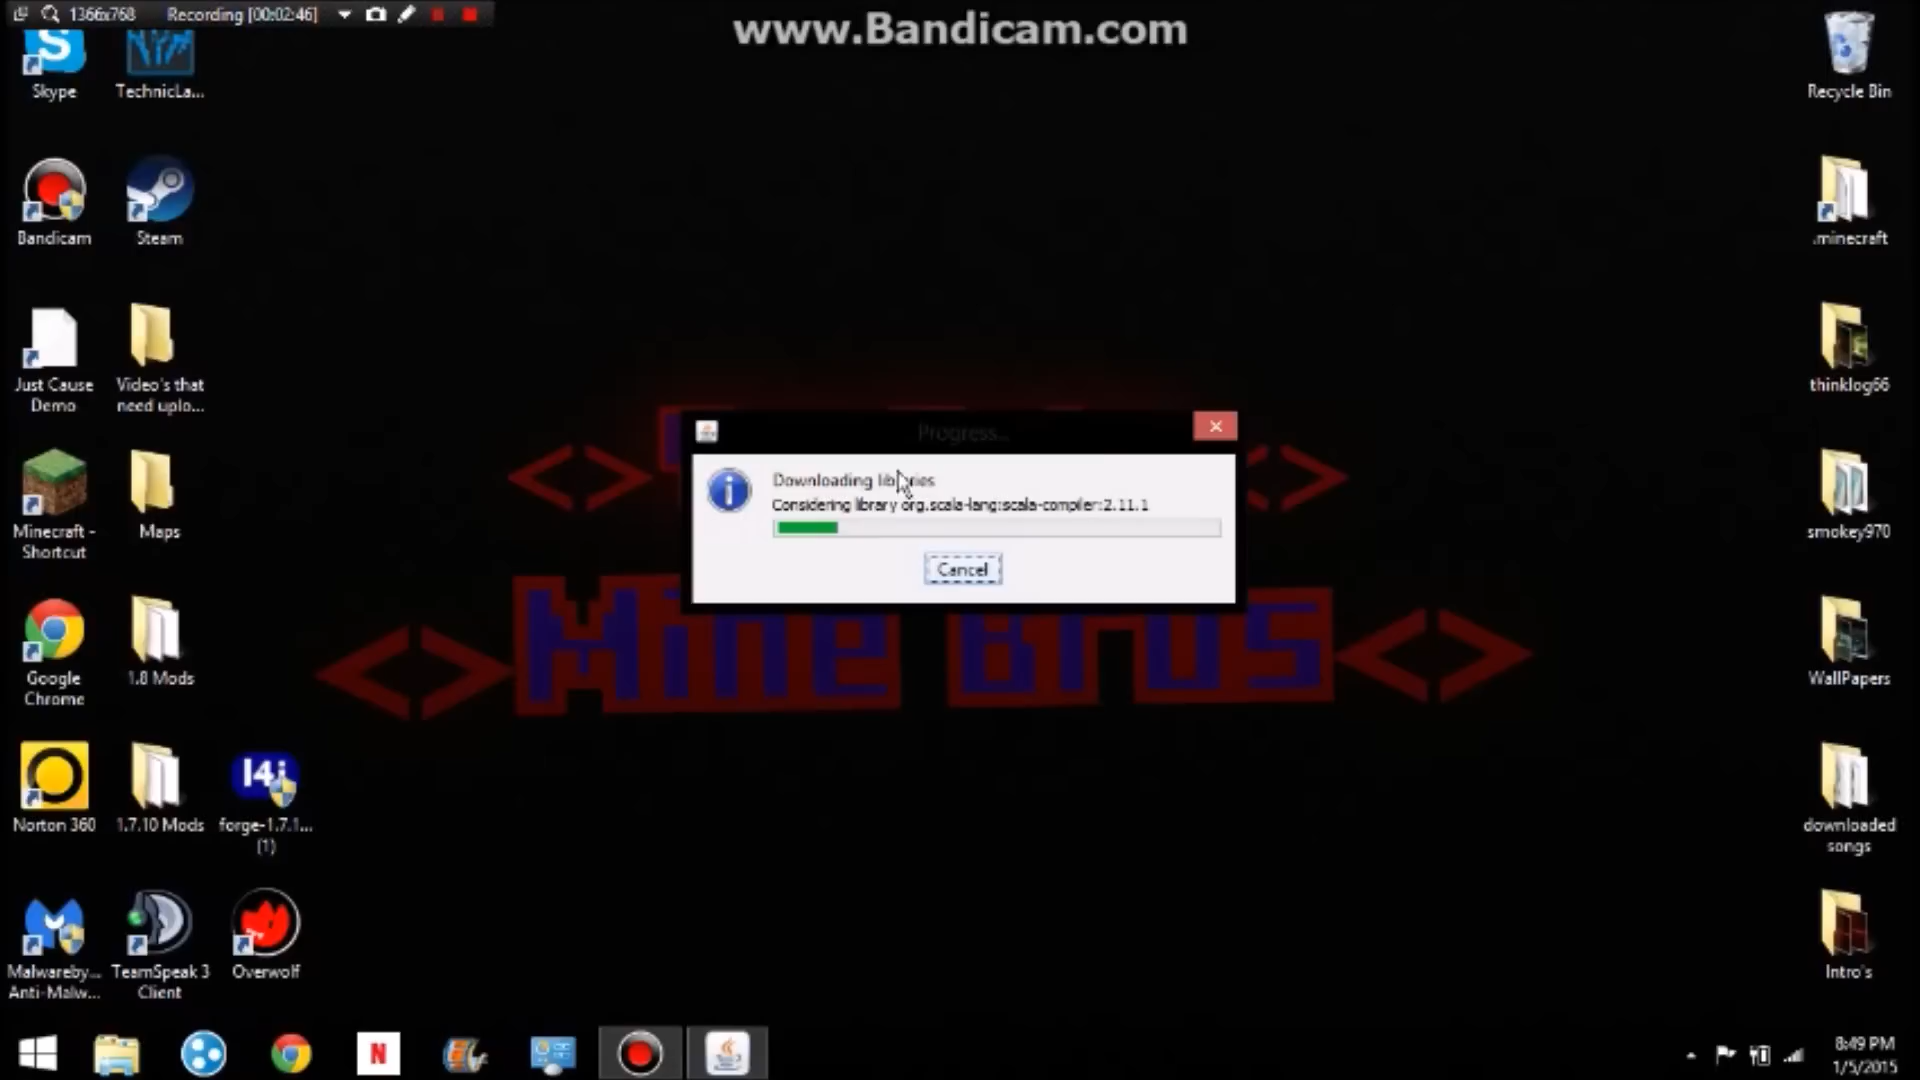 1366x768 Recording [00:02:46]
www.Bandicam.com
Skype
TechnicLa...
Recycle Bin
Bandicam
Steam
.minecraft
Just Cause
Demo
Video's that
need uplo...
thinklog66
Progress...
Downloading libraries
Considering library org.scala-lang:scala-compiler:2.11.1
Cancel
Minecraft -
Shortcut
Maps
smokey970
Mine Brus
Google
Chrome
1.8 Mods
WallPapers
Norton 360
1.7.10 Mods
14j
forge-1.7.1...
(1)
downloaded
songs
Malwareby...
Anti-Malw...
TeamSpeak 3
Client
Overwolf
Intro's
N
8:49 PM
1/5/2015